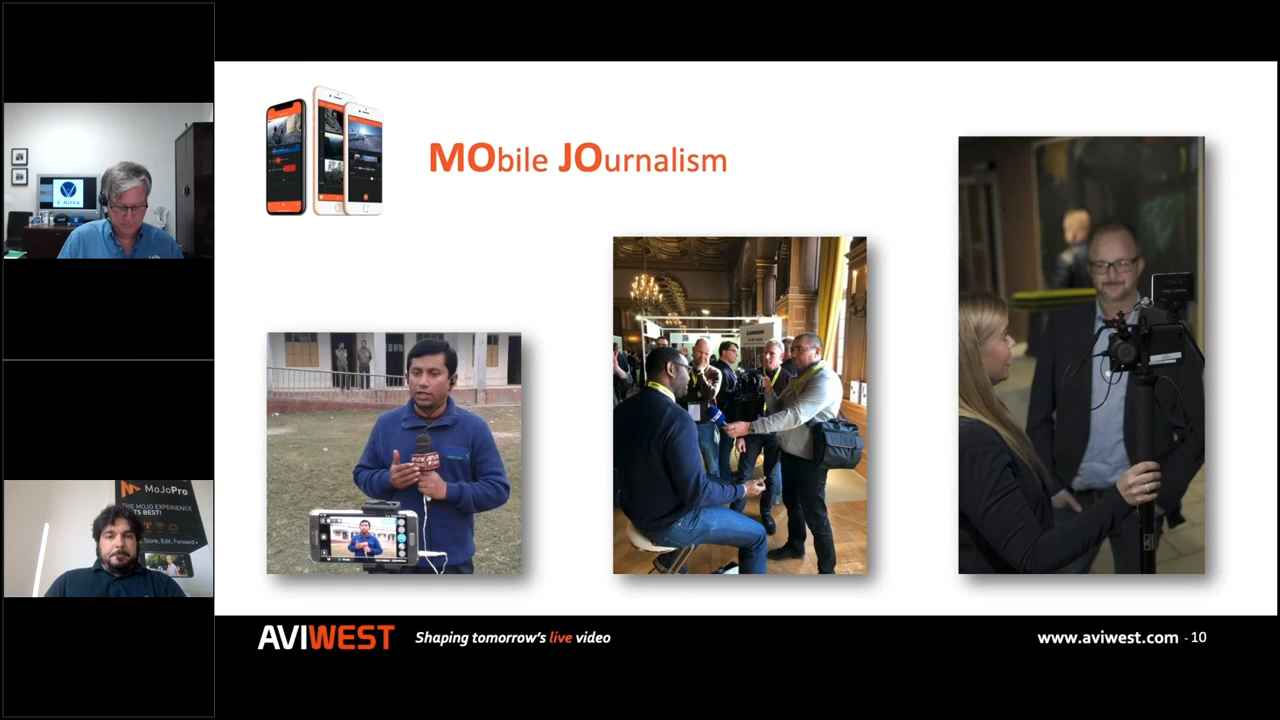 V-NOVA
MoJoPro
THE MOJO EXPERIENCE
ITS BEST!
, Store, Edit, Forward
MObile JOurnalism
AVIWEST
Shaping tomorrow's live video
www.aviwest.com - 10